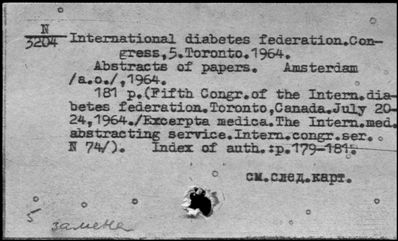 N
3204
International diabetes federation.Con-
gress,5.Toronto.1964.
Abstracts of papers. Amsterdam
/a.o./,1964.
181 p.(Fifth Congr.of the Intern.dia-
betes federation.Toronto,Canada.July 20-
24,1964./Excerpta medica.The Intern.med.
abstracting service.Intern.congr.ser.
N 74/). Index of auth.:p.179-181.
см.след.карт.
5 замена